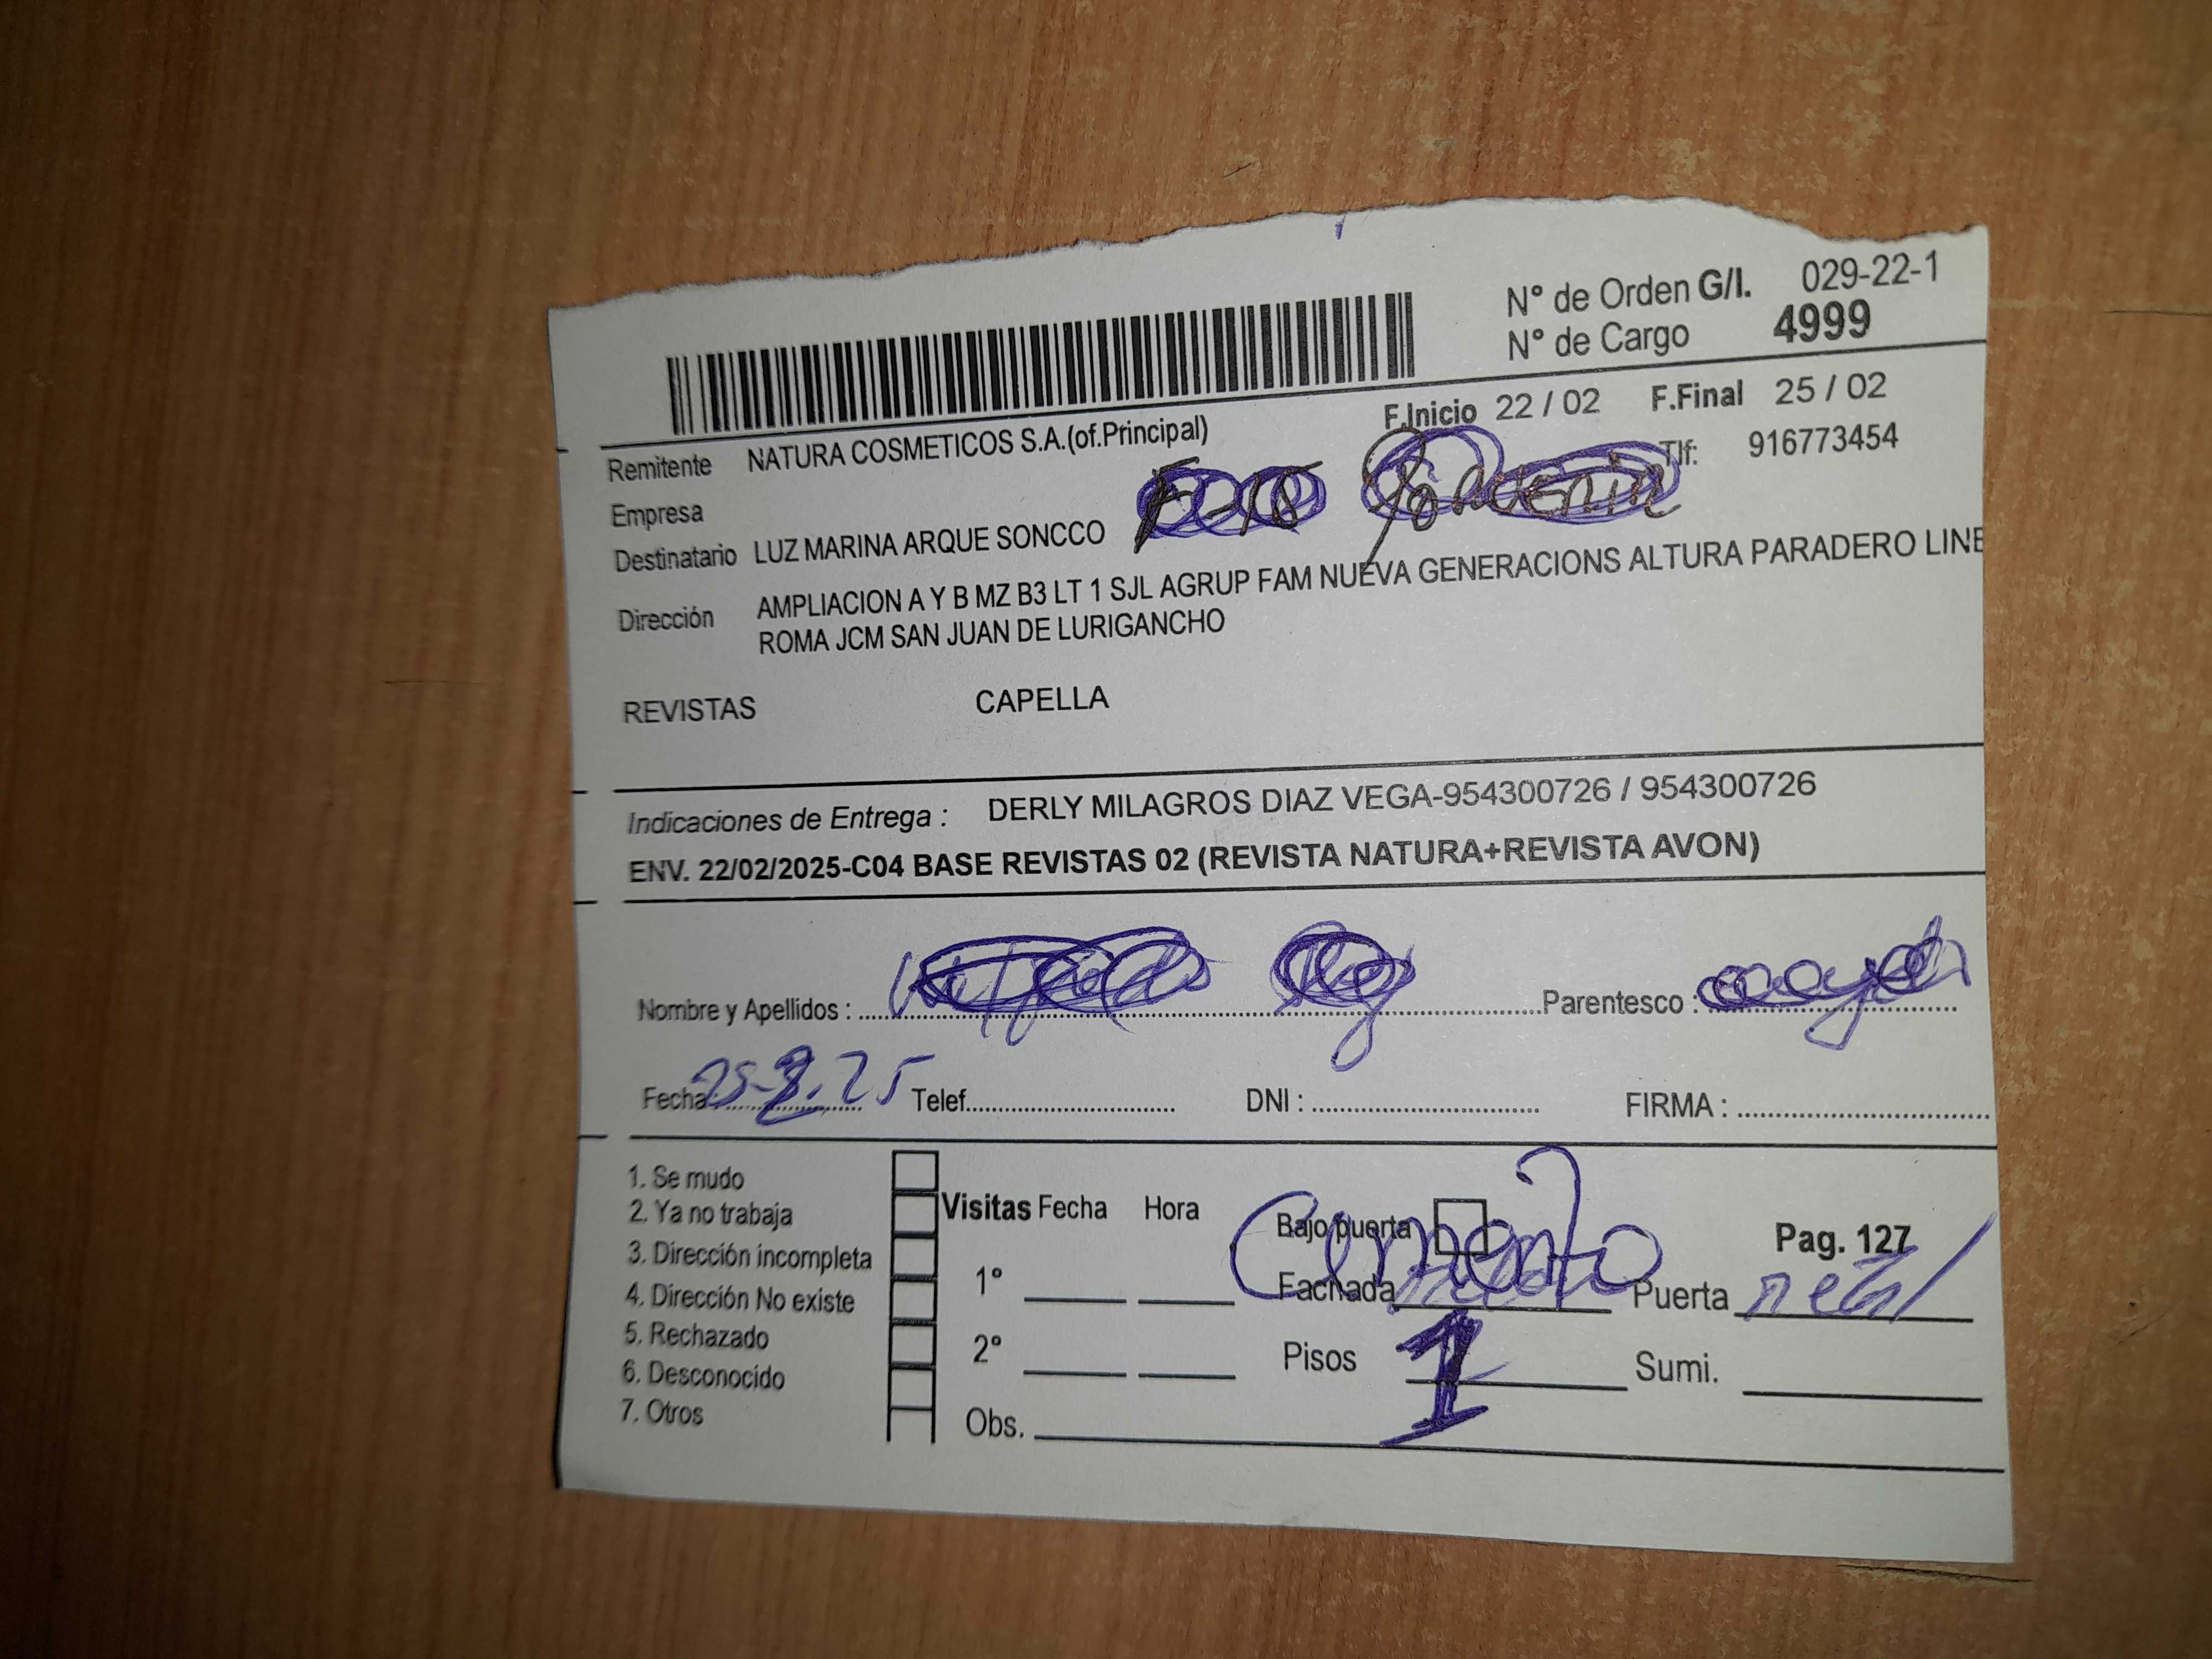 N° de Orden G/I. 029-22-1
N° de Cargo 4999
F.Inicio 22 / 02 F.Final 25 / 02
Remitente NATURA COSMETICOS S.A.(of.Principal) Tlf: 916773454
Empresa
Destinatario LUZ MARINA ARQUE SONCCO
Dirección AMPLIACION A Y B MZ B3 LT 1 SJL AGRUP FAM NUEVA GENERACIONS ALTURA PARADERO LINE
ROMA JCM SAN JUAN DE LURIGANCHO
REVISTAS CAPELLA
Indicaciones de Entrega : DERLY MILAGROS DIAZ VEGA-954300726 / 954300726
ENV. 22/02/2025-C04 BASE REVISTAS 02 (REVISTA NATURA+REVISTA AVON)
Nombre y Apellidos : Parentesco :
Fecha: 25-2.25 Telef. DNI : FIRMA :
1. Se mudo
2. Ya no trabaja
3. Dirección incompleta
4. Dirección No existe
5. Rechazado
6. Desconocido
7. Otros
Visitas Fecha Hora
1°
2°
Obs.
Bajo puerta Pag. 127
Cemento
Fachada Puerta
Pisos 1 Sumi.